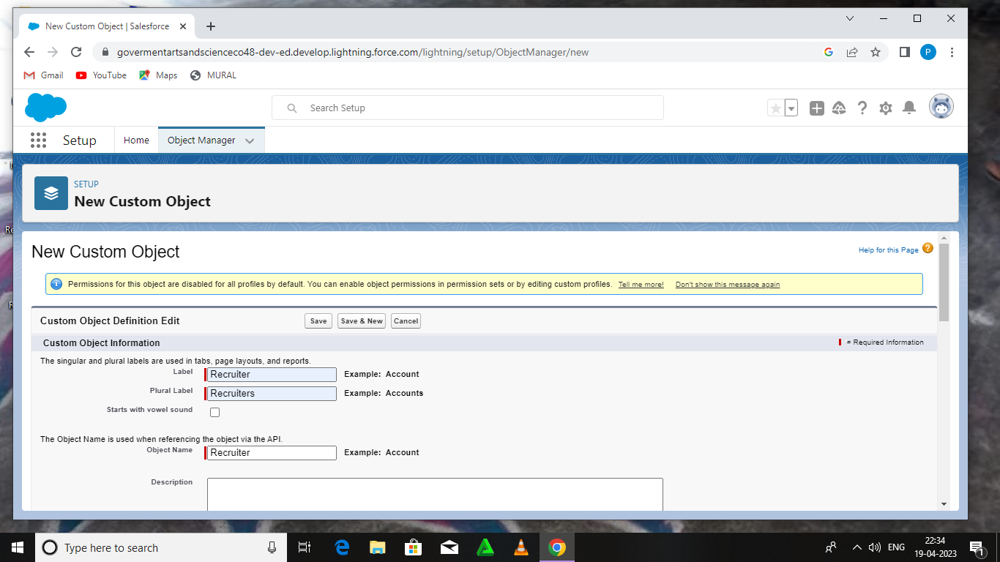 New Custom Object | Salesforce
govermentartsandscienceco48-dev-ed.develop.lightning.force.com/lightning/setup/ObjectManager/new
P
Gmail YouTube Maps MURAL
Search Setup
Setup Home Object Manager
SETUP
New Custom Object
New Custom Object
Help for this Page ?
Permissions for this object are disabled for all profiles by default. You can enable object permissions in permission sets or by editing custom profiles. Tell me more! Don't show this message again
Custom Object Definition Edit Save Save & New Cancel
Custom Object Information = Required Information
The singular and plural labels are used in tabs, page layouts, and reports.
Label Recruiter Example: Account
Plural Label Recruiters Example: Accounts
Starts with vowel sound
The Object Name is used when referencing the object via the API.
Object Name Recruiter Example: Account
Description
Type here to search
ENG
22:34
19-04-2023
1